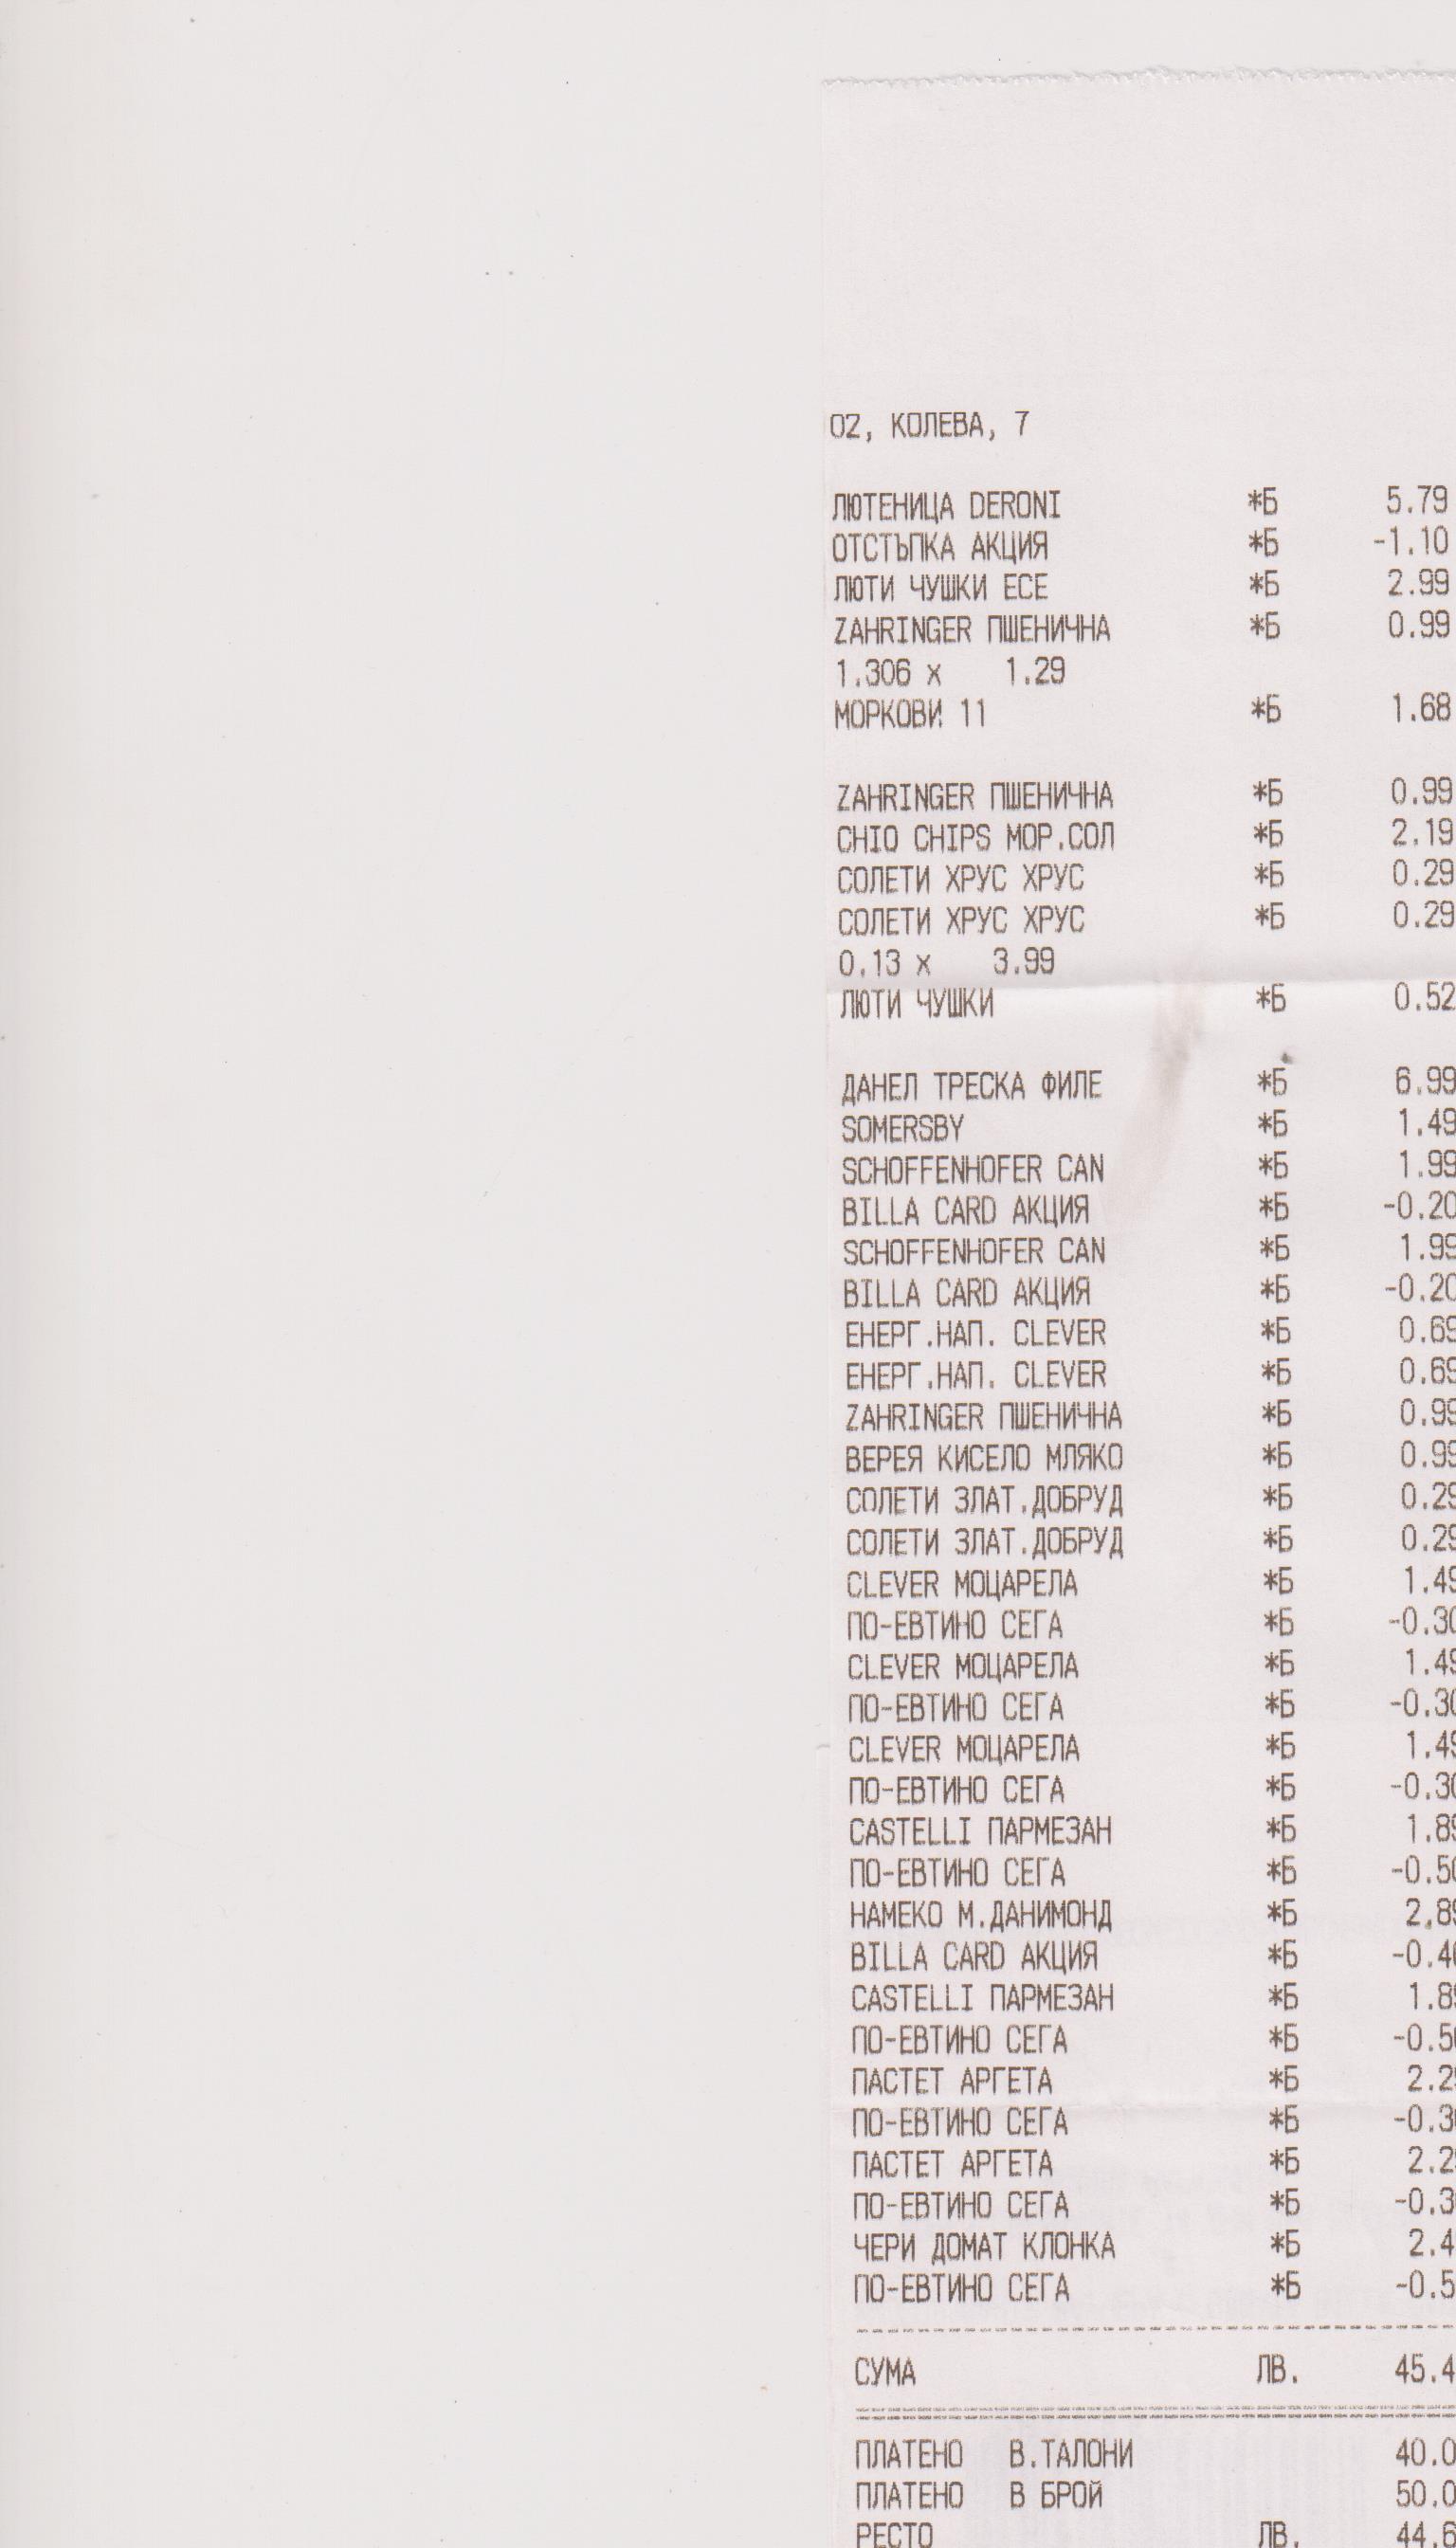 02, КОЛЕВА, 7
ЛЮТЕНИЦА DERONI *Б 5.79
ОТСТЪПКА АКЦИЯ *Б -1.10
ЛЮТИ ЧУШКИ ЕСЕ *Б 2.99
ZAHRINGER ПШЕНИЧНА *Б 0.99
1.306 x 1.29
МОРКОВИ 11 *Б 1.68
ZAHRINGER ПШЕНИЧНА *Б 0.99
CHIO CHIPS МОР.СОЛ *Б 2.19
СОЛЕТИ ХРУС ХРУС *Б 0.29
СОЛЕТИ ХРУС ХРУС *Б 0.29
0.13 x 3.99
ЛЮТИ ЧУШКИ *Б 0.52
ДАНЕЛ ТРЕСКА ФИЛЕ *Б 6.99
SOMERSBY *Б 1.49
SCHOFFENHOFER CAN *Б 1.99
BILLA CARD АКЦИЯ *Б -0.20
SCHOFFENHOFER CAN *Б 1.99
BILLA CARD АКЦИЯ *Б -0.20
ЕНЕРГ.НАП. CLEVER *Б 0.69
ЕНЕРГ.НАП. CLEVER *Б 0.69
ZAHRINGER ПШЕНИЧНА *Б 0.99
ВЕРЕЯ КИСЕЛО МЛЯКО *Б 0.99
СОЛЕТИ ЗЛАТ.ДОБРУД *Б 0.29
СОЛЕТИ ЗЛАТ.ДОБРУД *Б 0.29
CLEVER МОЦАРЕЛА *Б 1.49
ПО-ЕВТИНО СЕГА *Б -0.30
CLEVER МОЦАРЕЛА *Б 1.49
ПО-ЕВТИНО СЕГА *Б -0.30
CLEVER МОЦАРЕЛА *Б 1.49
ПО-ЕВТИНО СЕГА *Б -0.30
CASTELLI ПАРМЕЗАН *Б 1.89
ПО-ЕВТИНО СЕГА *Б -0.50
НАМЕКО М.ДАНИМОНД *Б 2.89
BILLA CARD АКЦИЯ *Б -0.40
CASTELLI ПАРМЕЗАН *Б 1.89
ПО-ЕВТИНО СЕГА *Б -0.50
ПАСТЕТ АРГЕТА *Б 2.2
ПО-ЕВТИНО СЕГА *Б -0.3
ПАСТЕТ АРГЕТА *Б 2.2
ПО-ЕВТИНО СЕГА *Б -0.3
ЧЕРИ ДОМАТ КЛОНКА *Б 2.4
ПО-ЕВТИНО СЕГА *Б -0.5
СУМА ЛВ. 45.4
ПЛАТЕНО В.ТАЛОНИ 40.0
ПЛАТЕНО В БРОЙ 50.0
РЕСТО ЛВ. 44.6